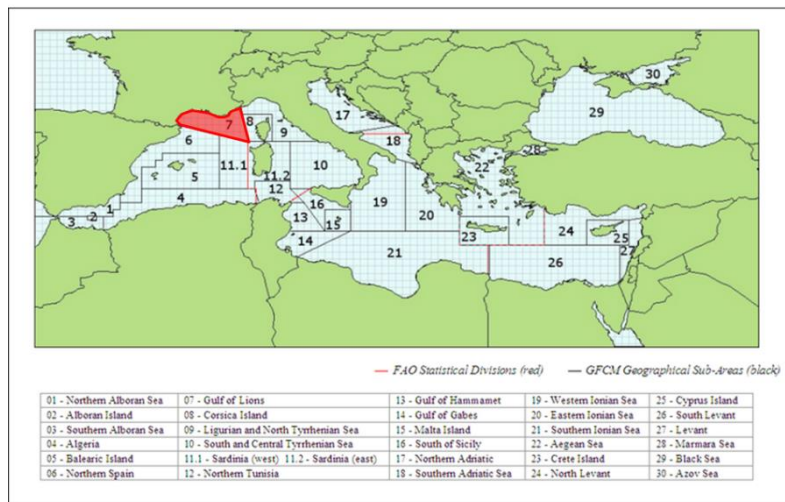 30
29
17
8
7
9
18
6
28
22
11.1
10
5
11.2
12
4
16
19
20
1
2
3
13
15
23
24
25
14
21
27
26
FAO Statistical Divisions (red)
GFCM Geographical Sub-Areas (black)
01 - Northern Alboran Sea
02 - Alboran Island
03 - Southern Alboran Sea
04 - Algeria
05 - Balearic Island
06 - Northern Spain
07 - Gulf of Lions
08 - Corsica Island
09 - Ligurian and North Tyrrhenian Sea
10 - South and Central Tyrrhenian Sea
11.1 - Sardinia (west) 11.2 - Sardinia (east)
12 - Northern Tunisia
13 - Gulf of Hammamet
14 - Gulf of Gabes
15 - Malta Island
16 - South of Sicily
17 - Northern Adriatic
18 - Southern Adriatic Sea
19 - Western Ionian Sea
20 - Eastern Ionian Sea
21 - Southern Ionian Sea
22 - Aegean Sea
23 - Crete Island
24 - North Levant
25 - Cyprus Island
26 - South Levant
27 - Levant
28 - Marmara Sea
29 - Black Sea
30 - Azov Sea